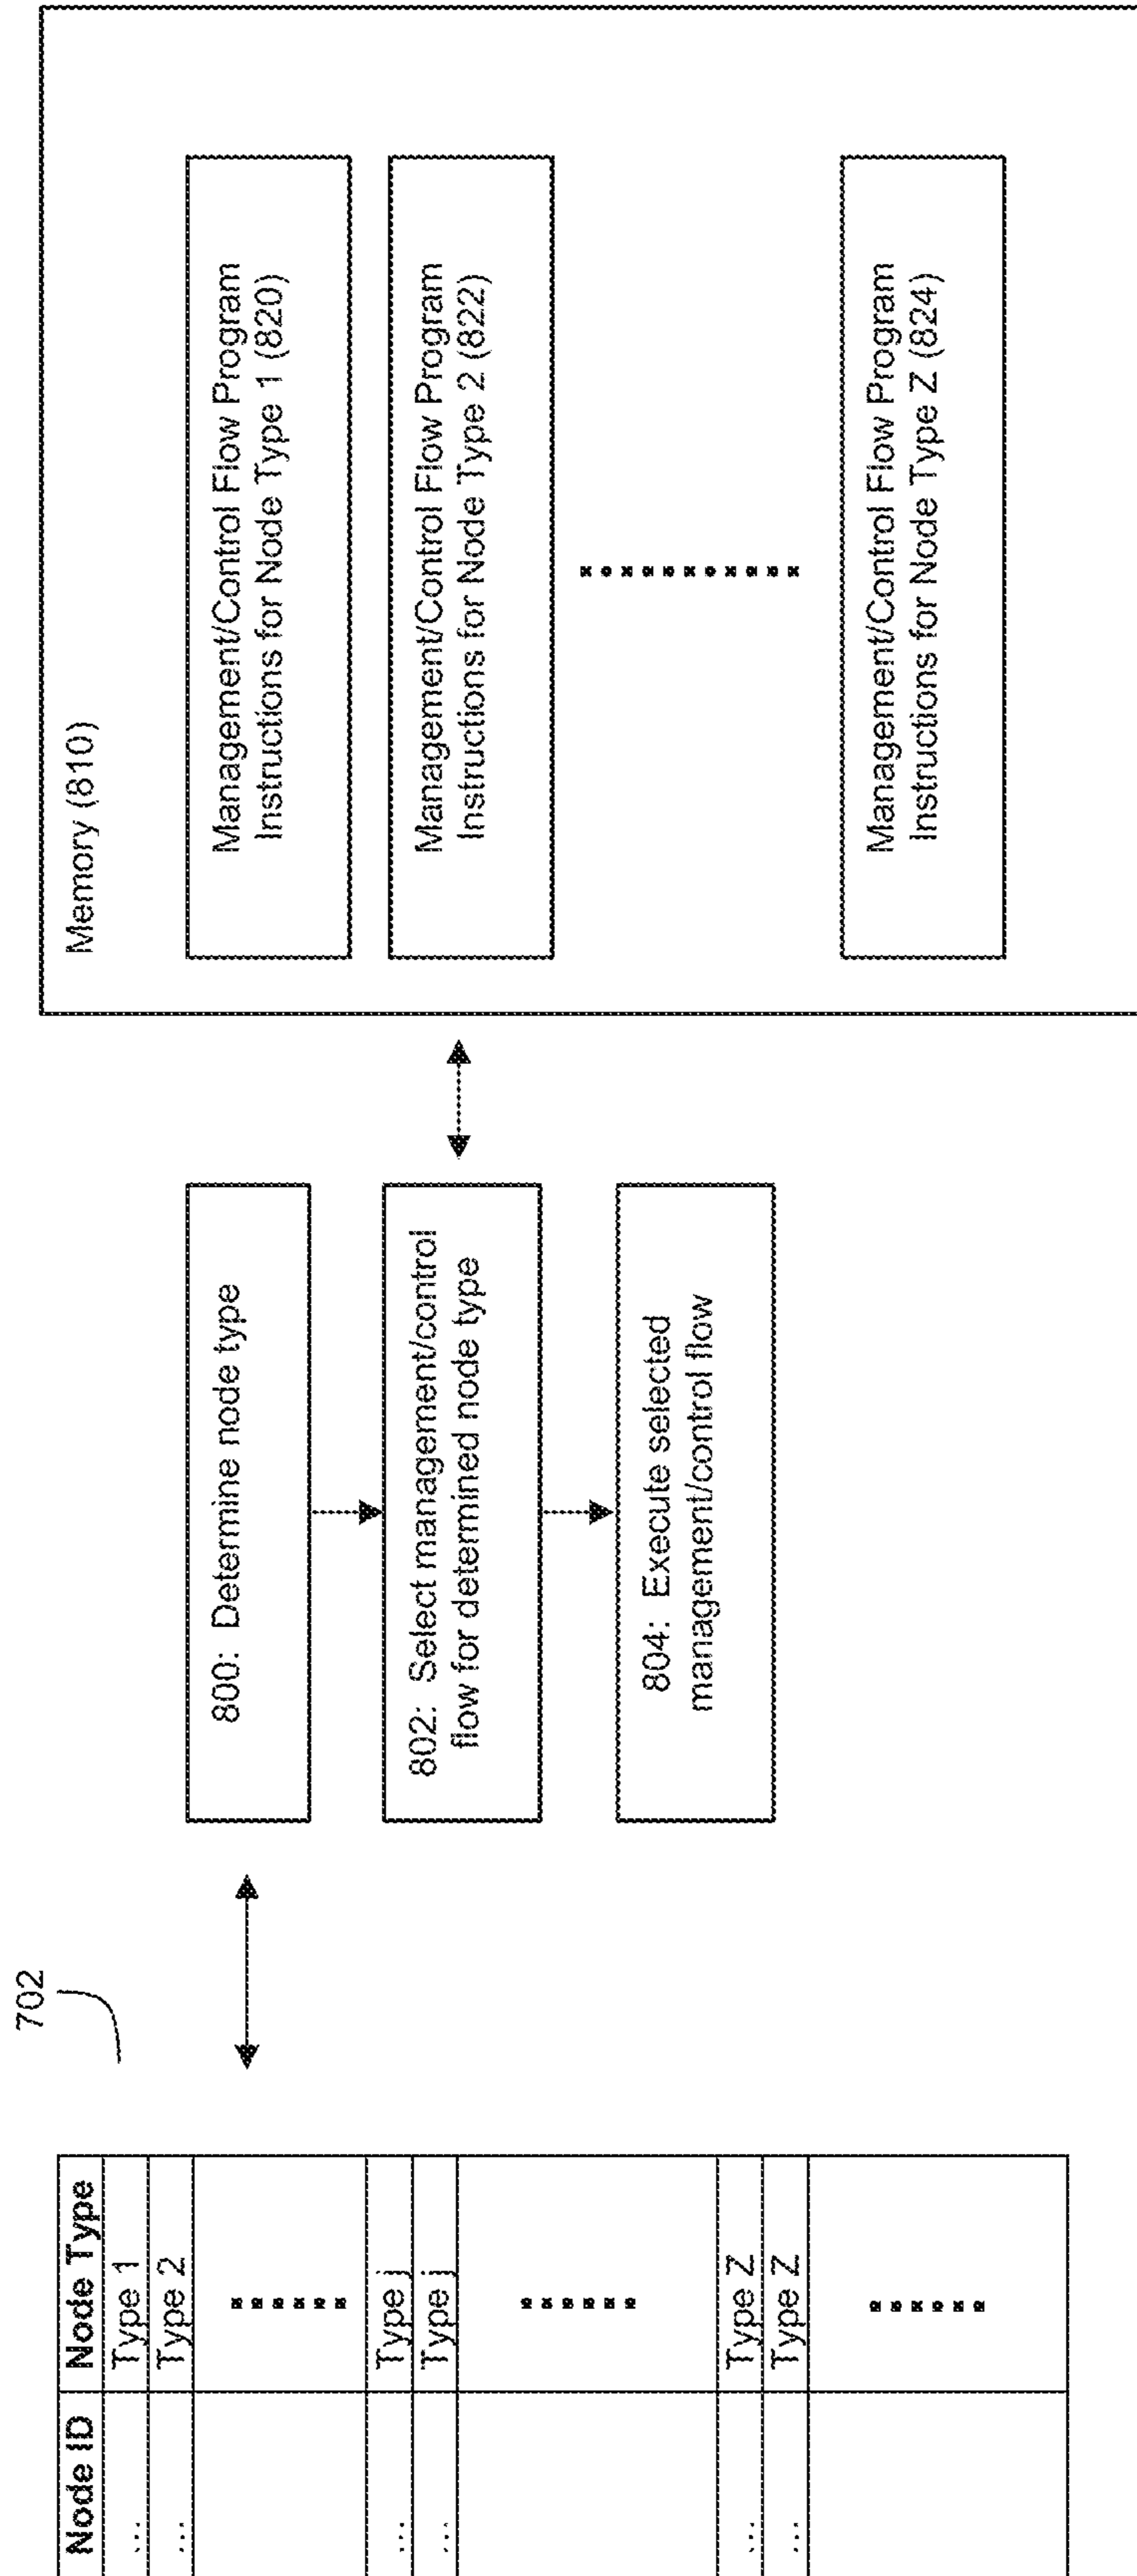 702
Node ID Node Type
... Type 1
... Type 2
... Type j
... Type j
... Type Z
... Type Z
800: Determine node type
802: Select management/control
flow for determined node type
804: Execute selected
management/control flow
Memory (810)
Management/Control Flow Program
Instructions for Node Type 1 (820)
Management/Control Flow Program
Instructions for Node Type 2 (822)
Management/Control Flow Program
Instructions for Node Type Z (824)